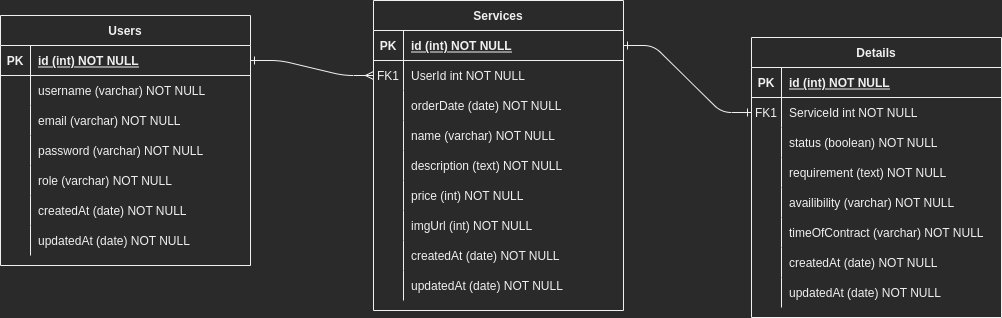 Users
PK id (int) NOT NULL
username (varchar) NOT NULL
email (varchar) NOT NULL
password (varchar) NOT NULL
role (varchar) NOT NULL
createdAt (date) NOT NULL
updatedAt (date) NOT NULL
Services
PK id (int) NOT NULL
FK1 UserId int NOT NULL
orderDate (date) NOT NULL
name (varchar) NOT NULL
description (text) NOT NULL
price (int) NOT NULL
imgUrl (int) NOT NULL
createdAt (date) NOT NULL
updatedAt (date) NOT NULL
Details
PK id (int) NOT NULL
FK1 ServiceId int NOT NULL
status (boolean) NOT NULL
requirement (text) NOT NULL
availibility (varchar) NOT NULL
timeOfContract (varchar) NOT NULL
createdAt (date) NOT NULL
updatedAt (date) NOT NULL